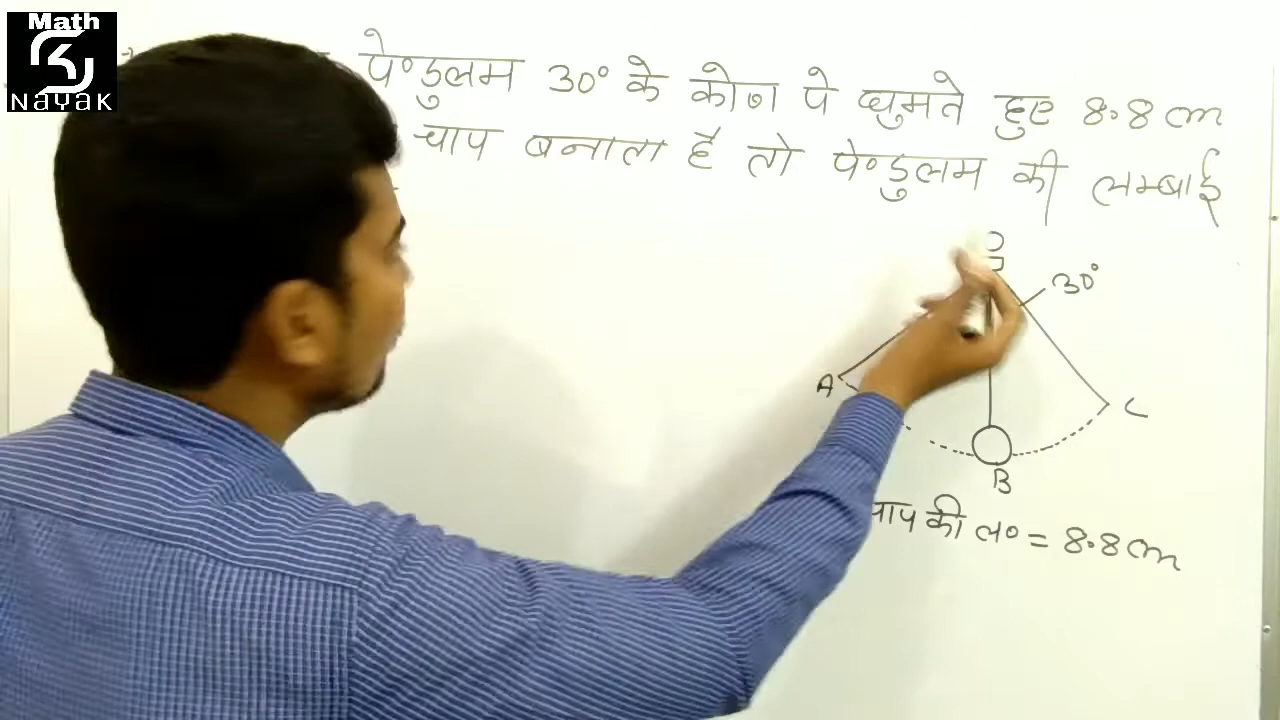 Math
NayaK
पेण्डुलम 30° के कोण पे घुमते हुए 8.8 cm
चाप बनाता है तो पेण्डुलम की लम्बाई
O
30°
A
C
B
चाप की ल० = 8.8 cm